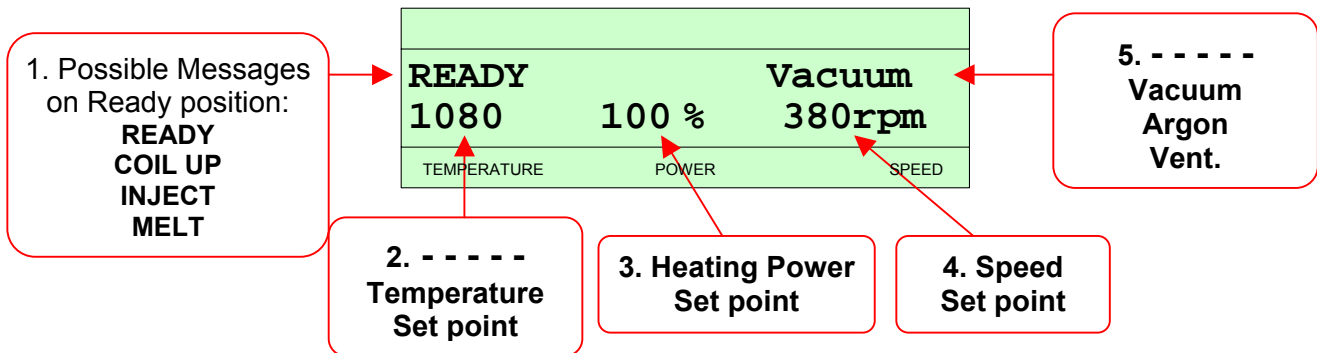 1. Possible Messages
on Ready position:
READY
COIL UP
INJECT
MELT
READY Vacuum
1080 100 % 380rpm
TEMPERATURE POWER SPEED
5. - - - - -
Vacuum
Argon
Vent.
2. - - - - -
Temperature
Set point
3. Heating Power
Set point
4. Speed
Set point